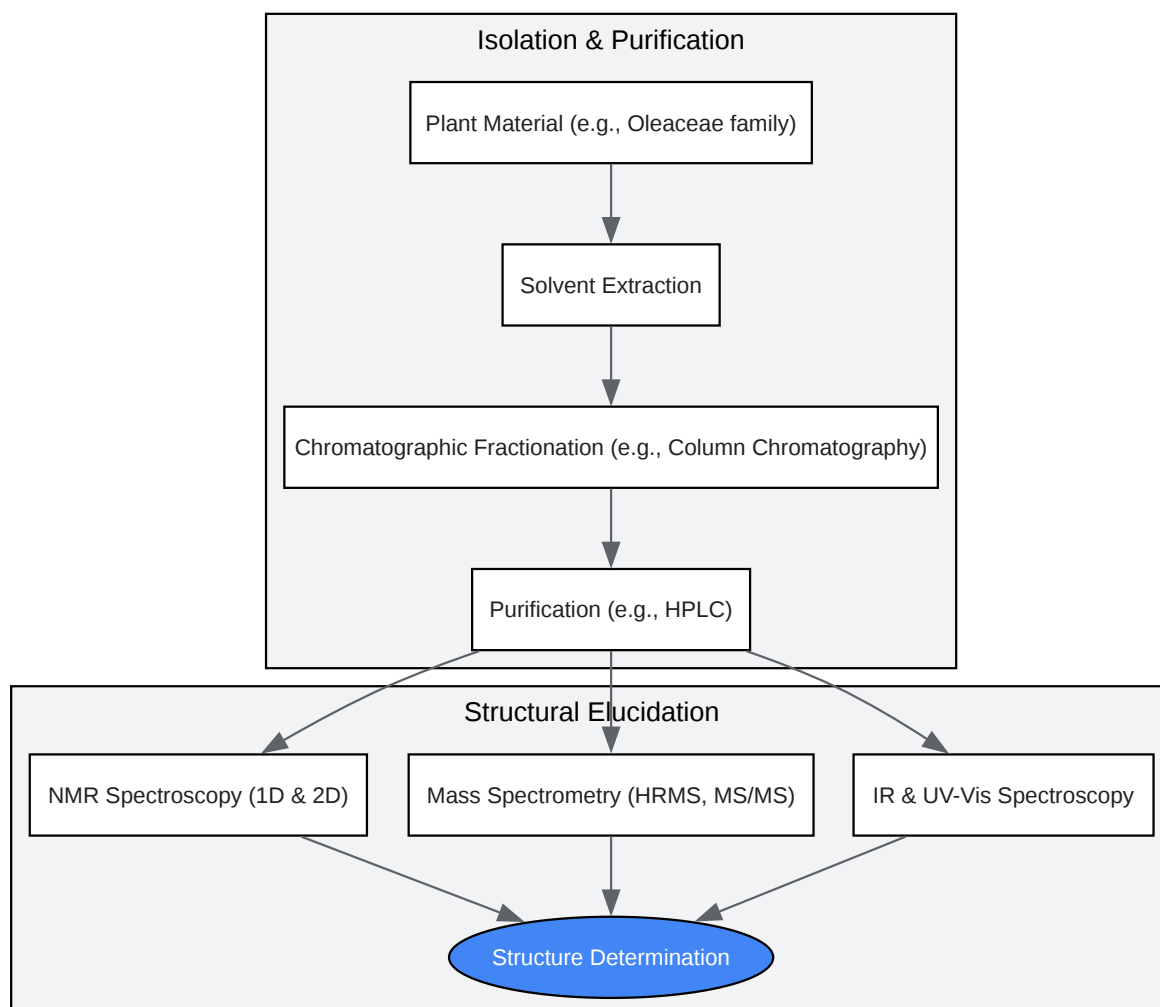 Isolation & Purification
Plant Material (e.g., Oleaceae family)
Solvent Extraction
Chromatographic Fractionation (e.g., Column Chromatography)
Purification (e.g., HPLC)
Structural Elucidation
NMR Spectroscopy (1D & 2D)
Mass Spectrometry (HRMS, MS/MS)
IR & UV-Vis Spectroscopy
Structure Determination